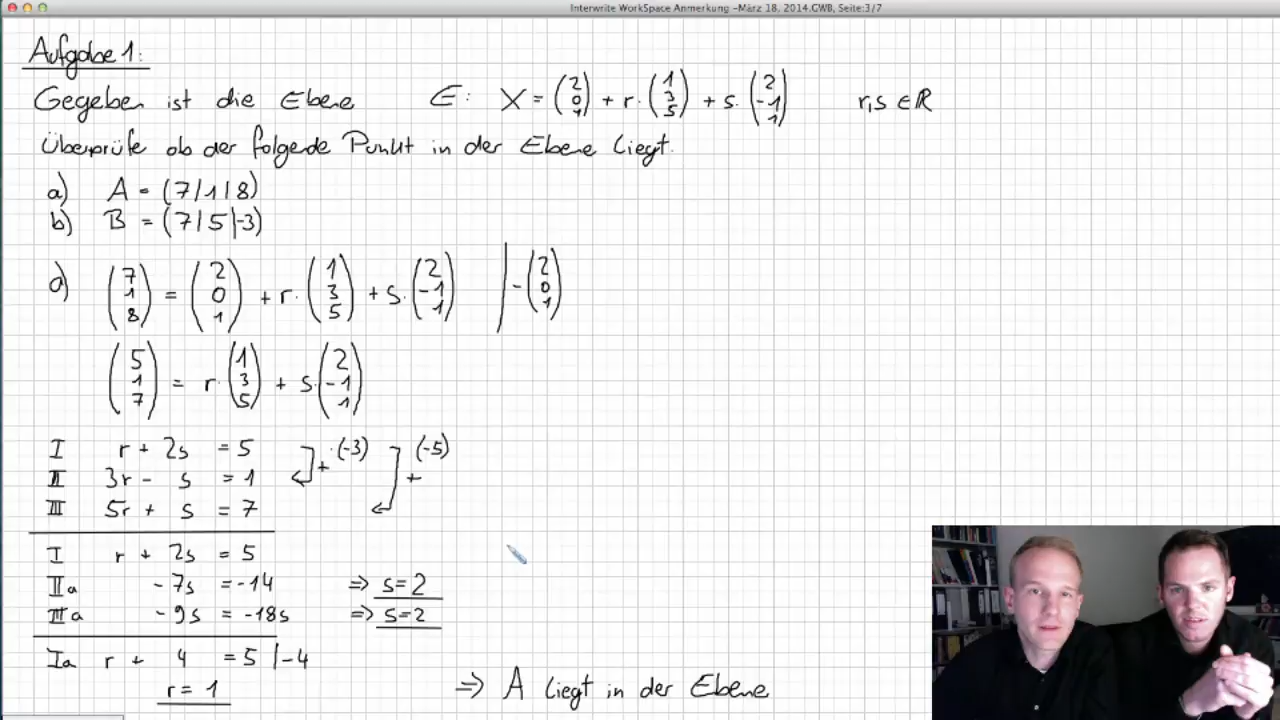 Interwrite WorkSpace Anmerkung -März 18, 2014.GWB, Seite:3/7
Aufgabe 1:
Gegeben ist die Ebene E: X = (2 0 1) + r · (1 3 5) + s · (2 -1 1) r,s ∈ ℝ
Überprüfe ob der folgende Punkt in der Ebene liegt.
a) A = (7/1/8)
b) B = (7/5/-3)
a) (7 1 8) = (2 0 1) + r · (1 3 5) + s · (2 -1 1) | - (2 0 1)
(5 1 7) = r · (1 3 5) + s · (2 -1 1)
I r + 2s = 5 + ·(-3) (-5)
II 3r - s = 1 +
III 5r + s = 7
I r + 2s = 5
IIa -7s = -14 => s=2
IIIa -9s = -18s => s=2
Ia r + 4 = 5 | -4
r = 1 => A liegt in der Ebene